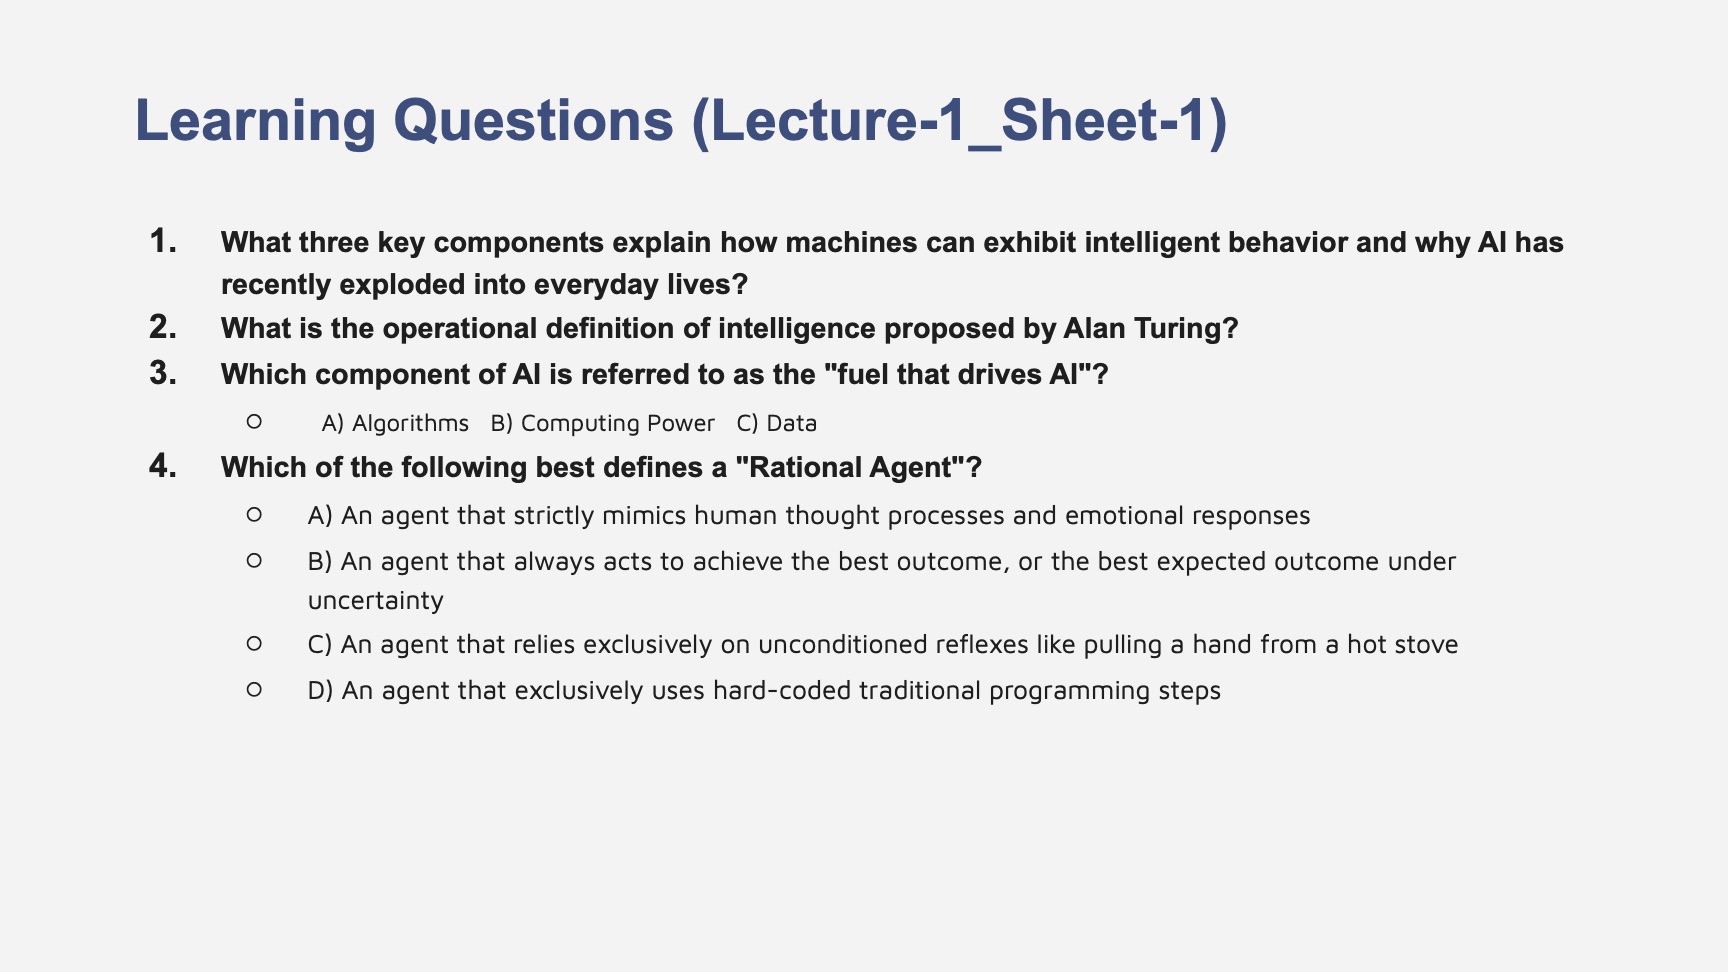 Learning Questions (Lecture-1_Sheet-1)
1. What three key components explain how machines can exhibit intelligent behavior and why AI has
recently exploded into everyday lives?
2. What is the operational definition of intelligence proposed by Alan Turing?
3. Which component of AI is referred to as the "fuel that drives AI"?
○ A) Algorithms B) Computing Power C) Data
4. Which of the following best defines a "Rational Agent"?
○ A) An agent that strictly mimics human thought processes and emotional responses
○ B) An agent that always acts to achieve the best outcome, or the best expected outcome under
uncertainty
○ C) An agent that relies exclusively on unconditioned reflexes like pulling a hand from a hot stove
○ D) An agent that exclusively uses hard-coded traditional programming steps